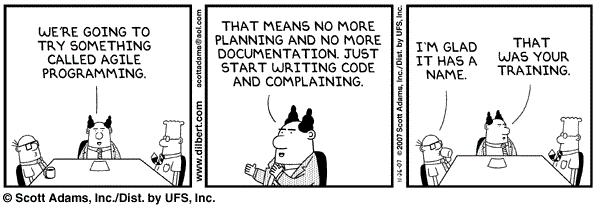 WE'RE GOING TO
TRY SOMETHING
CALLED AGILE
PROGRAMMING.
scottadams@aol.com
www.dilbert.com
THAT MEANS NO MORE
PLANNING AND NO MORE
DOCUMENTATION. JUST
START WRITING CODE
AND COMPLAINING.
11-26-07 © 2007 Scott Adams, Inc./Dist. by UFS, Inc.
I'M GLAD
IT HAS A
NAME.
THAT
WAS YOUR
TRAINING.
© Scott Adams, Inc./Dist. by UFS, Inc.